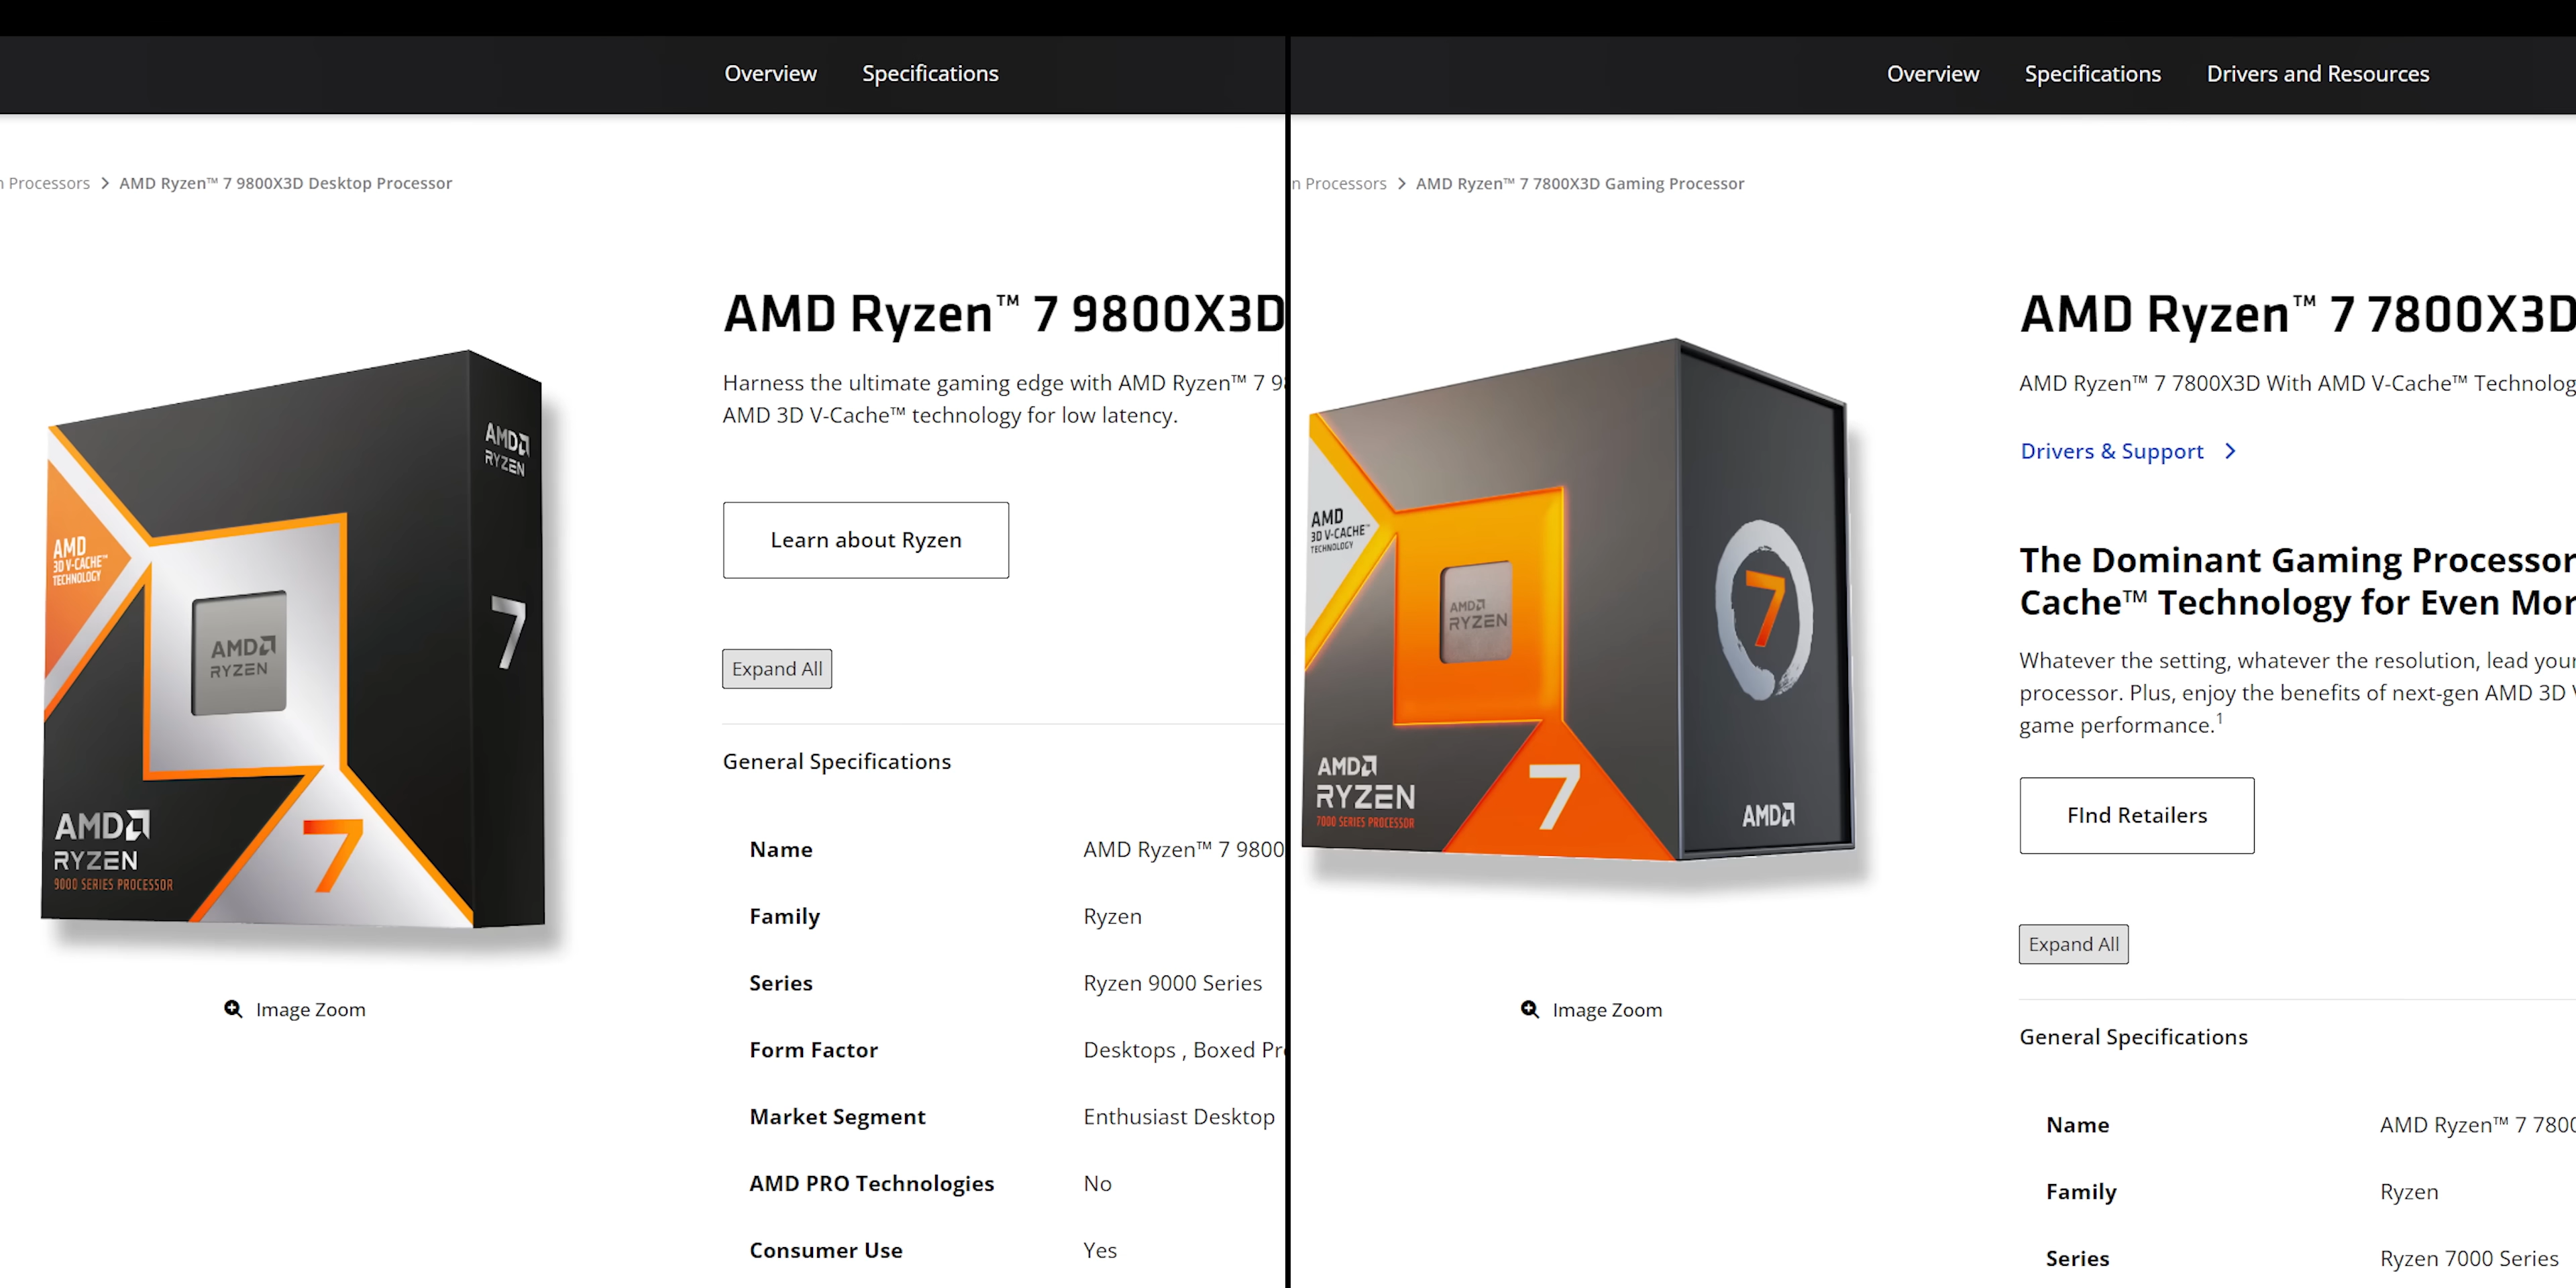 Overview Specifications
Processors > AMD Ryzen™ 7 9800X3D Desktop Processor
AMD Ryzen™ 7 9800X3D
Harness the ultimate gaming edge with AMD Ryzen™ 7 9
AMD 3D V-Cache™ technology for low latency.
Learn about Ryzen
Expand All
General Specifications
Name AMD Ryzen™ 7 9800
Family Ryzen
Series Ryzen 9000 Series
Form Factor Desktops , Boxed Pr
Market Segment Enthusiast Desktop
AMD PRO Technologies No
Consumer Use Yes
AMD
RYZEN
7
AMD
3D V-CACHE™
TECHNOLOGY
AMD
RYZEN
AMD
RYZEN
9000 SERIES PROCESSOR
7
Image Zoom
Overview Specifications Drivers and Resources
n Processors > AMD Ryzen™ 7 7800X3D Gaming Processor
AMD Ryzen™ 7 7800X3D
AMD Ryzen™ 7 7800X3D With AMD V-Cache™ Technolog
Drivers & Support >
The Dominant Gaming Processor
Cache™ Technology for Even Mor
Whatever the setting, whatever the resolution, lead your
processor. Plus, enjoy the benefits of next-gen AMD 3D V
game performance.1
FInd Retailers
Expand All
General Specifications
Name AMD Ryzen™ 7 780
Family Ryzen
Series Ryzen 7000 Series
AMD
3D V-CACHE™
TECHNOLOGY
AMD
RYZEN
7
AMD
RYZEN
7000 SERIES PROCESSOR
7
AMD
Image Zoom